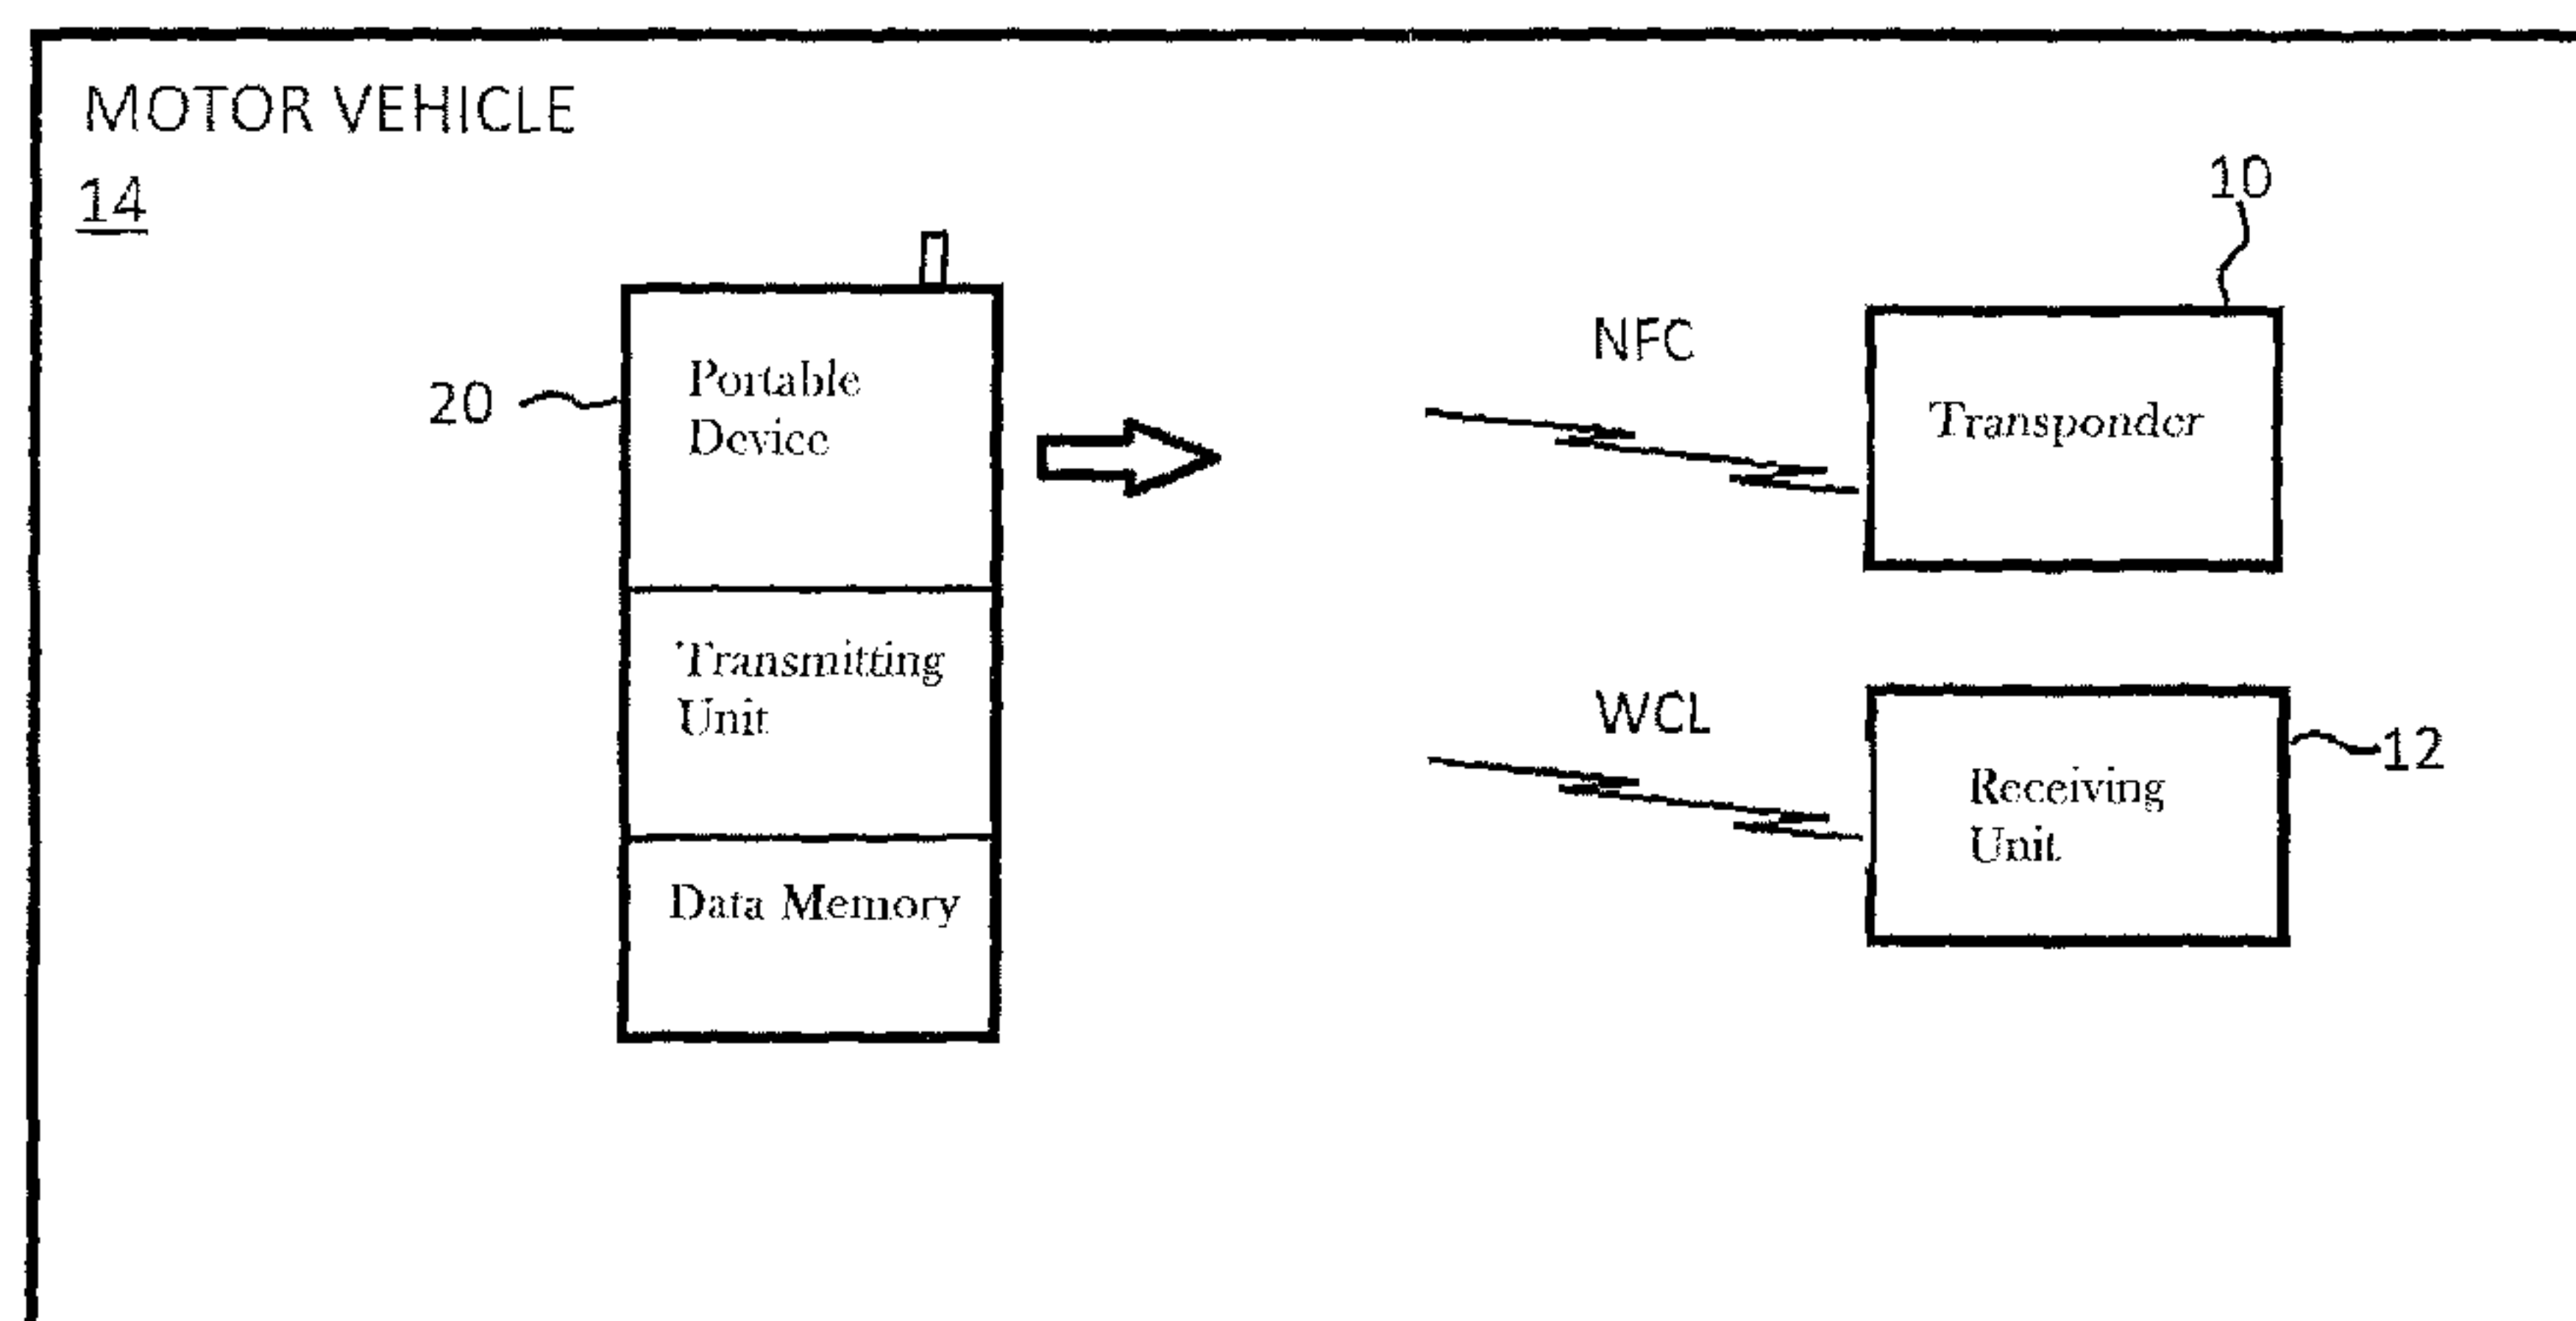 MOTOR VEHICLE
14
10
20
Portable
Device
NFC
Transponder
Transmitting
Unit
WCL
12
Receiving
Unit
Data Memory